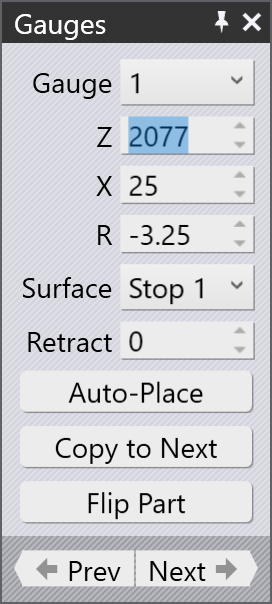 Gauges
Gauge 1
Z 2077
X 25
R -3.25
Surface Stop 1
Retract 0
Auto-Place
Copy to Next
Flip Part
Prev Next